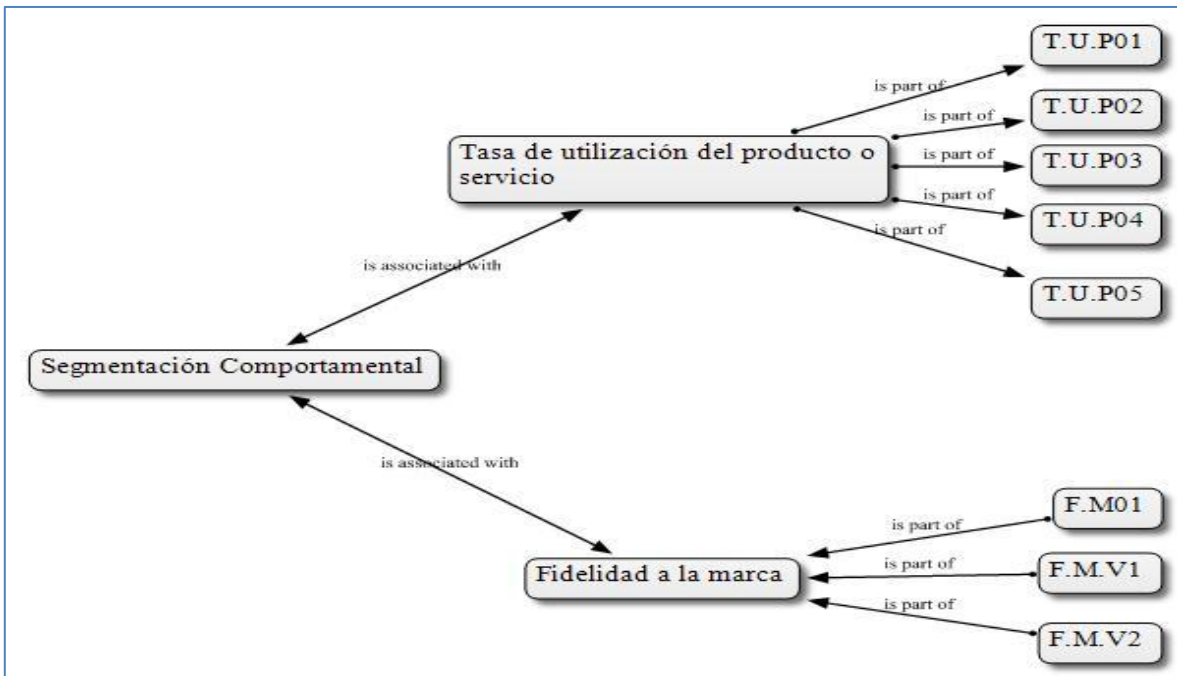 T.U.P01
is part of
T.U.P02
is part of
Tasa de utilización del producto o
servicio
T.U.P03
is part of
T.U.P04
is part of
is part of
T.U.P05
is associated with
Segmentación Comportamental
is associated with
F.M01
is part of
Fidelidad a la marca
F.M.V1
is part of
F.M.V2
is part of